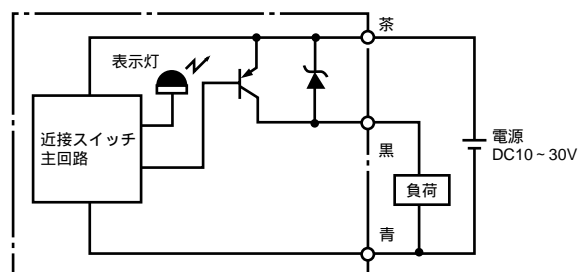 茶
表示灯
近接スイッチ
主回路
黒
電源
DC10~30V
負荷
青